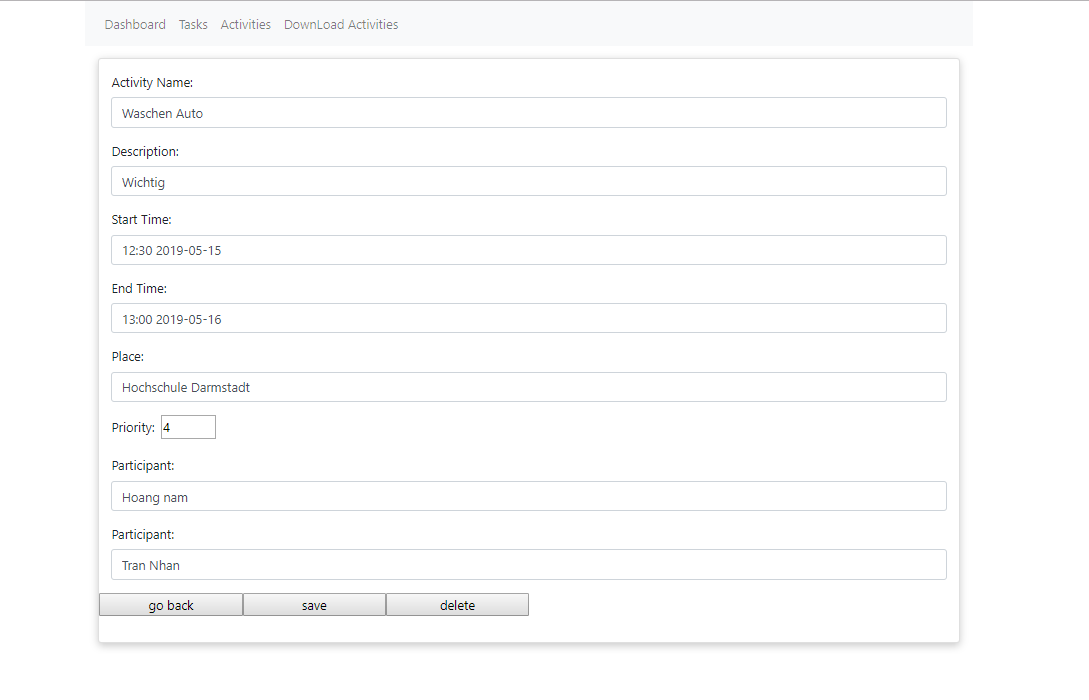 Dashboard Tasks Activities DownLoad Activities
Activity Name:
Waschen Auto
Description:
Wichtig
Start Time:
12:30 2019-05-15
End Time:
13:00 2019-05-16
Place:
Hochschule Darmstadt
Priority: 4
Participant:
Hoang nam
Participant:
Tran Nhan
go back save delete